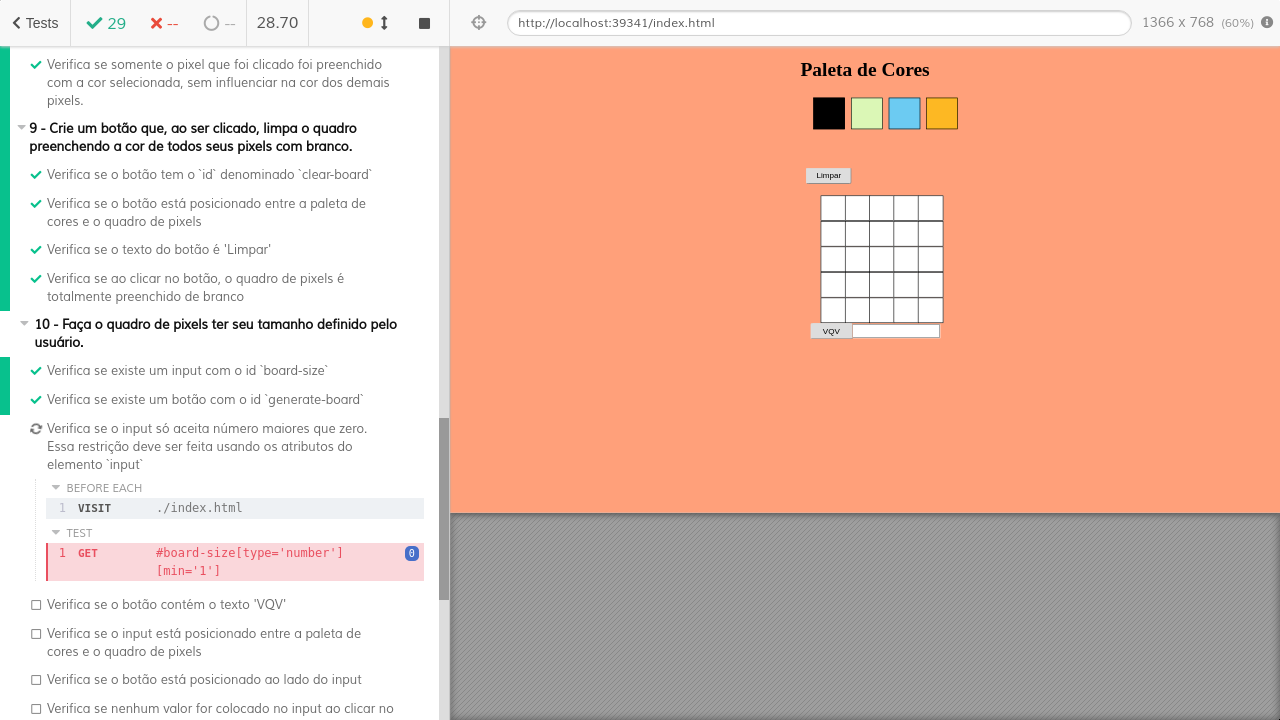 Tests 29 -- -- 28.70
Verifica se somente o pixel que foi clicado foi preenchido
com a cor selecionada, sem influenciar na cor dos demais
pixels.
9 - Crie um botão que, ao ser clicado, limpa o quadro
preenchendo a cor de todos seus pixels com branco.
Verifica se o botão tem o `id` denominado `clear-board`
Verifica se o botão está posicionado entre a paleta de
cores e o quadro de pixels
Verifica se o texto do botão é 'Limpar'
Verifica se ao clicar no botão, o quadro de pixels é
totalmente preenchido de branco
10 - Faça o quadro de pixels ter seu tamanho definido pelo
usuário.
Verifica se existe um input com o id `board-size`
Verifica se existe um botão com o id `generate-board`
Verifica se o input só aceita número maiores que zero.
Essa restrição deve ser feita usando os atributos do
elemento `input`
BEFORE EACH
1 VISIT ./index.html
TEST
1 GET #board-size[type='number'] 0
[min='1']
Verifica se o botão contém o texto 'VQV'
Verifica se o input está posicionado entre a paleta de
cores e o quadro de pixels
Verifica se o botão está posicionado ao lado do input
Verifica se nenhum valor for colocado no input ao clicar no
http://localhost:39341/index.html 1366 x 768 (60%)
Paleta de Cores
Limpar
VQV